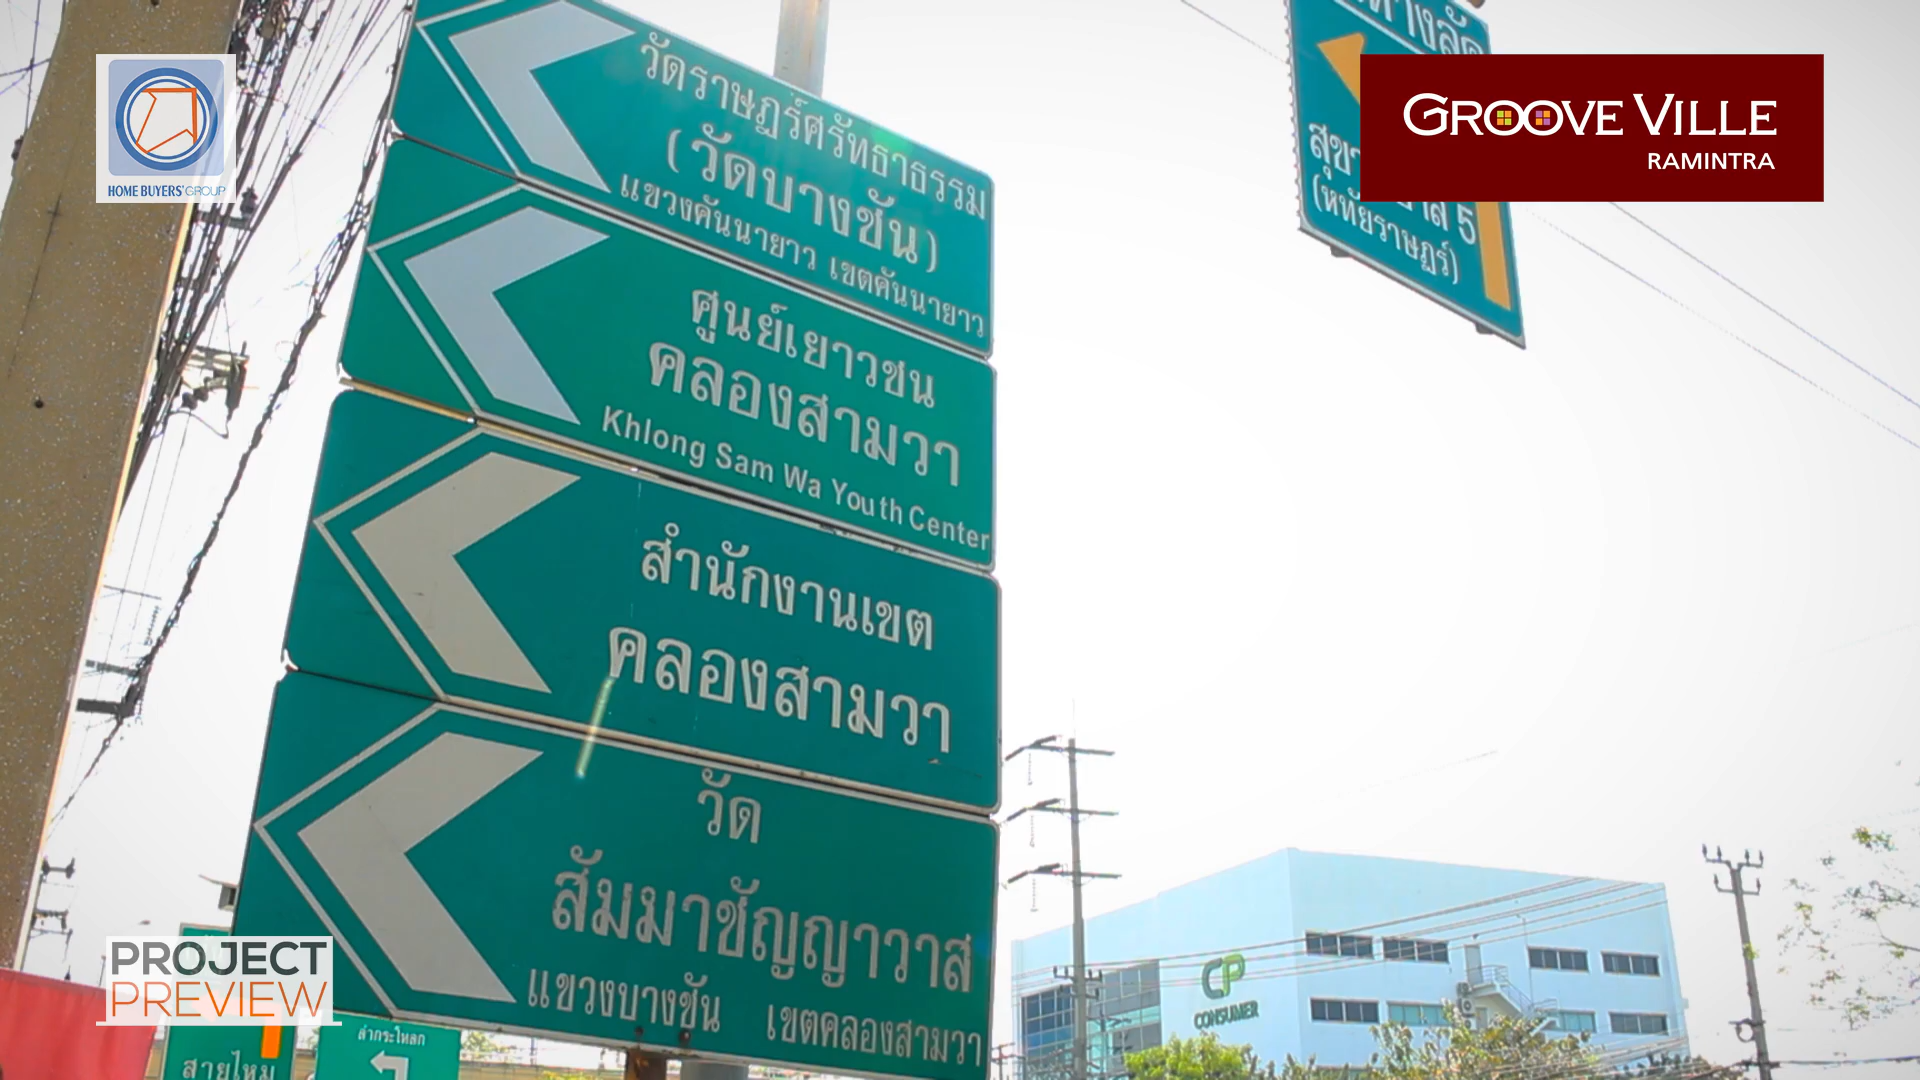 วัดราษฎร์ศรัทธาธรรม
(วัดบางชัน)
แขวงคันนายาว เขตคันนายาว
ศูนย์เยาวชน
คลองสามวา
Khlong Sam Wa Youth Center
สำนักงานเขต
คลองสามวา
วัด
สัมมาชัญญาวาส
แขวงบางชัน เขตคลองสามวา
(หทัยราษฎร์)
GROOVE VILLE
RAMINTRA
HOME BUYERS' GROUP
PROJECT
PREVIEW
CP
CONSUMER
สายไหม
ลำกระโหลก